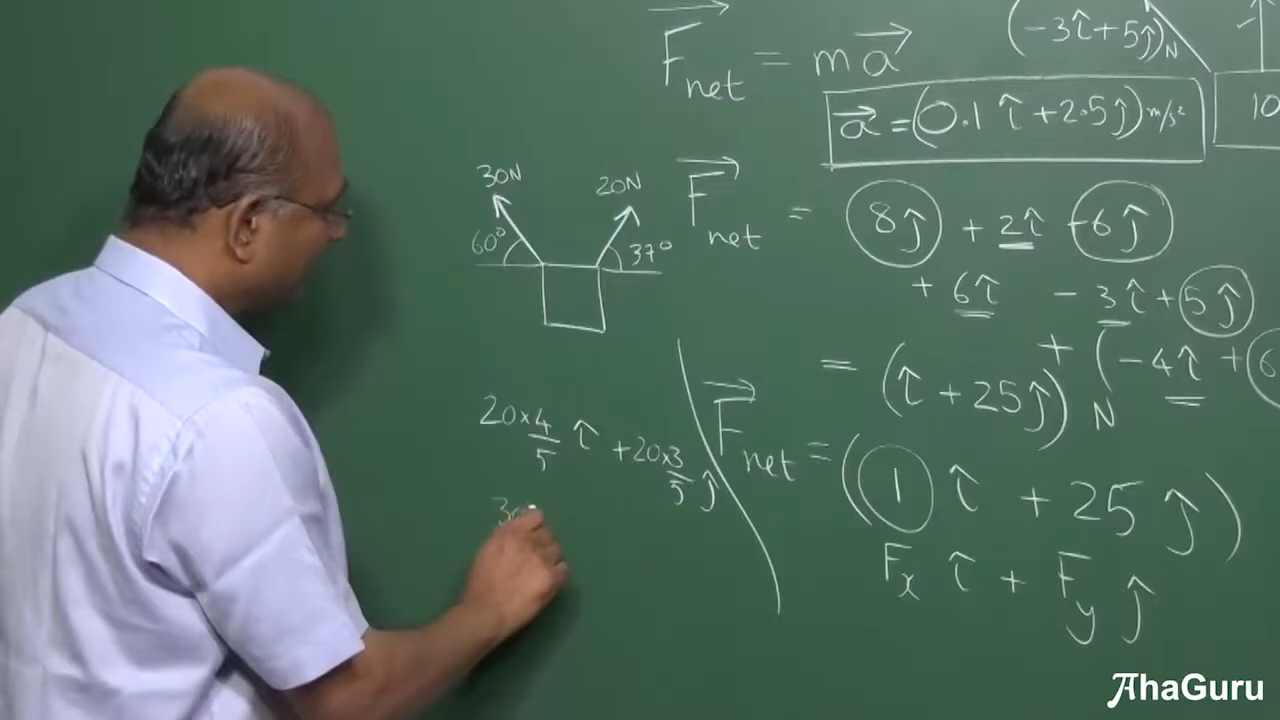 F⃗net = ma⃗
(-3î+5ĵ)N
a⃗ = (0.1 î + 2.5 ĵ) m/s²
10
30N
20N
60°
37°
F⃗net = 8ĵ + 2î + 6ĵ
+ 6î - 3î + 5ĵ
+ (-4î + 6
= (î + 25ĵ) N
20×4/5 î + 20×3/5 ĵ
30
F⃗net = (1 î + 25 ĵ)
Fx î + Fy ĵ
AhaGuru